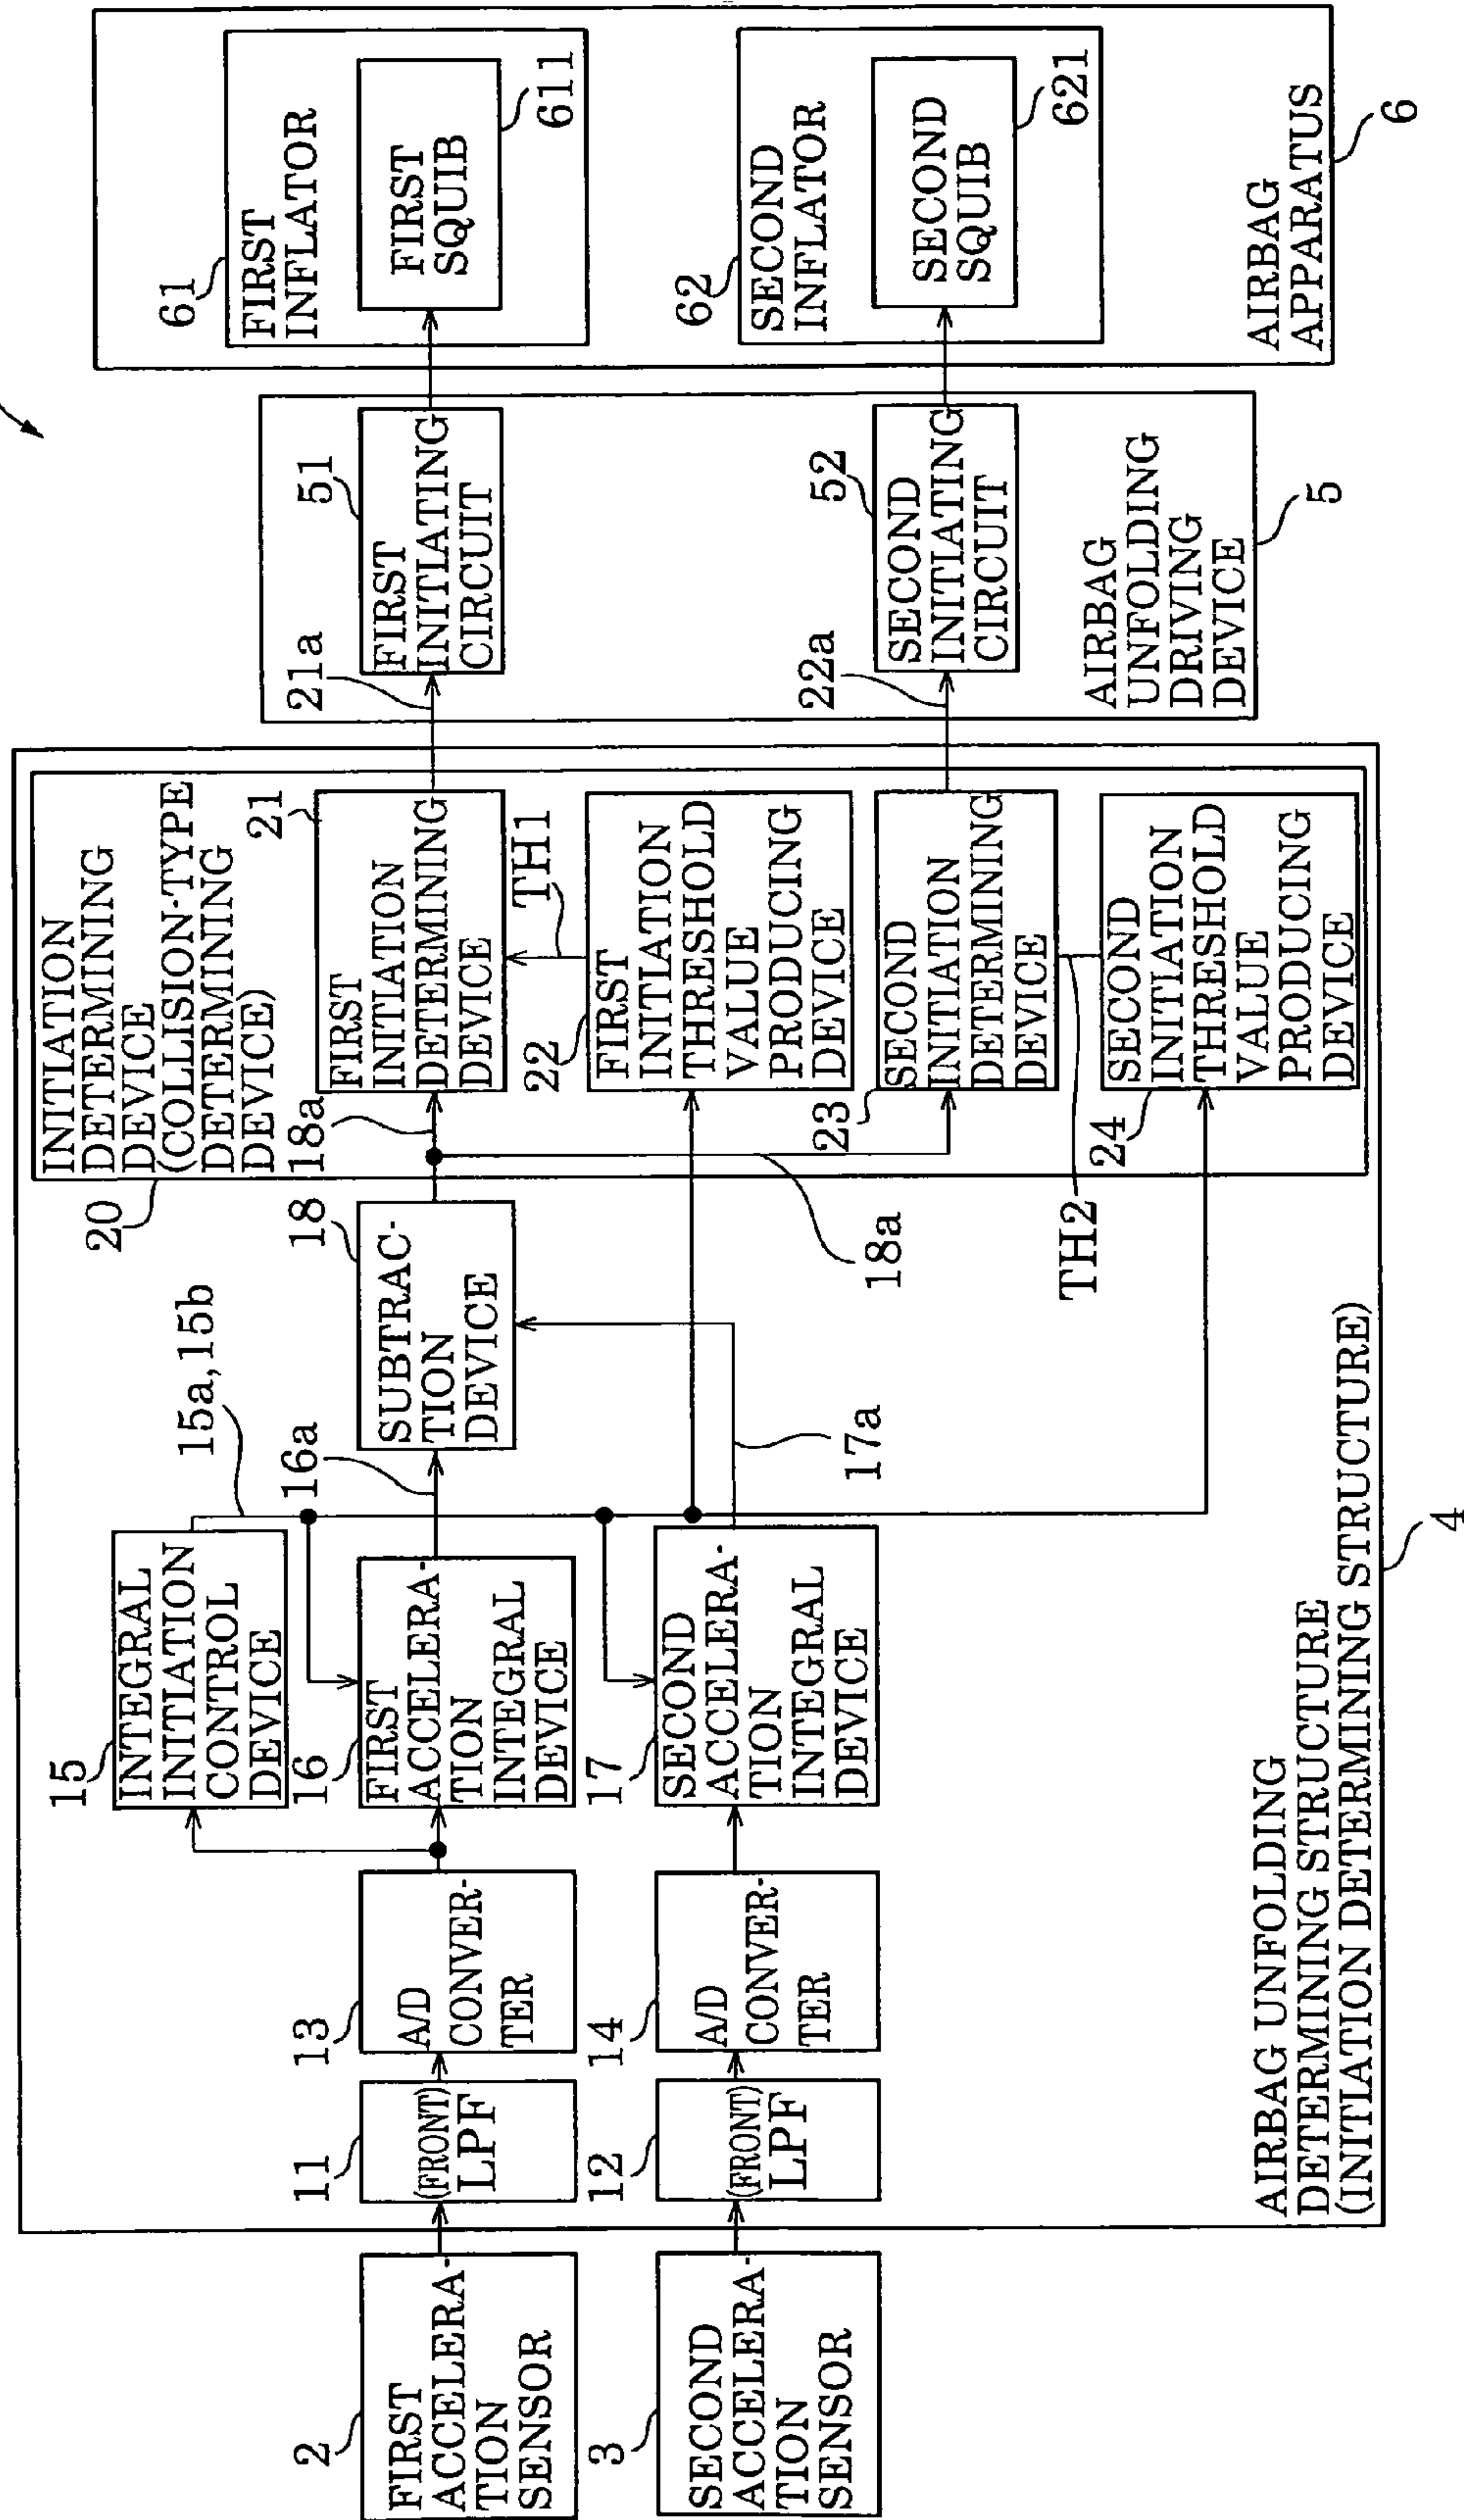 2
FIRST
ACCELERA-
TION
SENSOR
3
SECOND
ACCELERA-
TION
SENSOR
11
(FRONT)
LPF
12
(FRONT)
LPF
13
A/D
CONVER-
TER
14
A/D
CONVER-
TER
15
INTEGRAL
INITIATION
CONTROL
DEVICE
15a,15b
16
FIRST
ACCELERA-
TION
INTEGRAL
DEVICE
16a
17
SECOND
ACCELERA-
TION
INTEGRAL
DEVICE
17a
18
SUBTRAC-
TION
DEVICE
18a
18a
20
INITIATION
DETERMINING
DEVICE
(COLLISION-TYPE
DETERMINING
DEVICE)
21
FIRST
INITIATION
DETERMINING
DEVICE
TH1
22
FIRST
INITIATION
THRESHOLD
VALUE
PRODUCING
DEVICE
23
SECOND
INITIATION
DETERMINING
DEVICE
TH2
24
SECOND
INITIATION
THRESHOLD
VALUE
PRODUCING
DEVICE
AIRBAG UNFOLDING
DETERMINING STRUCTURE
(INITIATION DETERMINING STRUCTURE)
4
21a
51
FIRST
INITIATING
CIRCUIT
22a
52
SECOND
INITIATING
CIRCUIT
AIRBAG
UNFOLDING
DRIVING
DEVICE
5
61
FIRST
INFLATOR
FIRST
SQUIB
611
62
SECOND
INFLATOR
SECOND
SQUIB
621
AIRBAG
APPARATUS
6